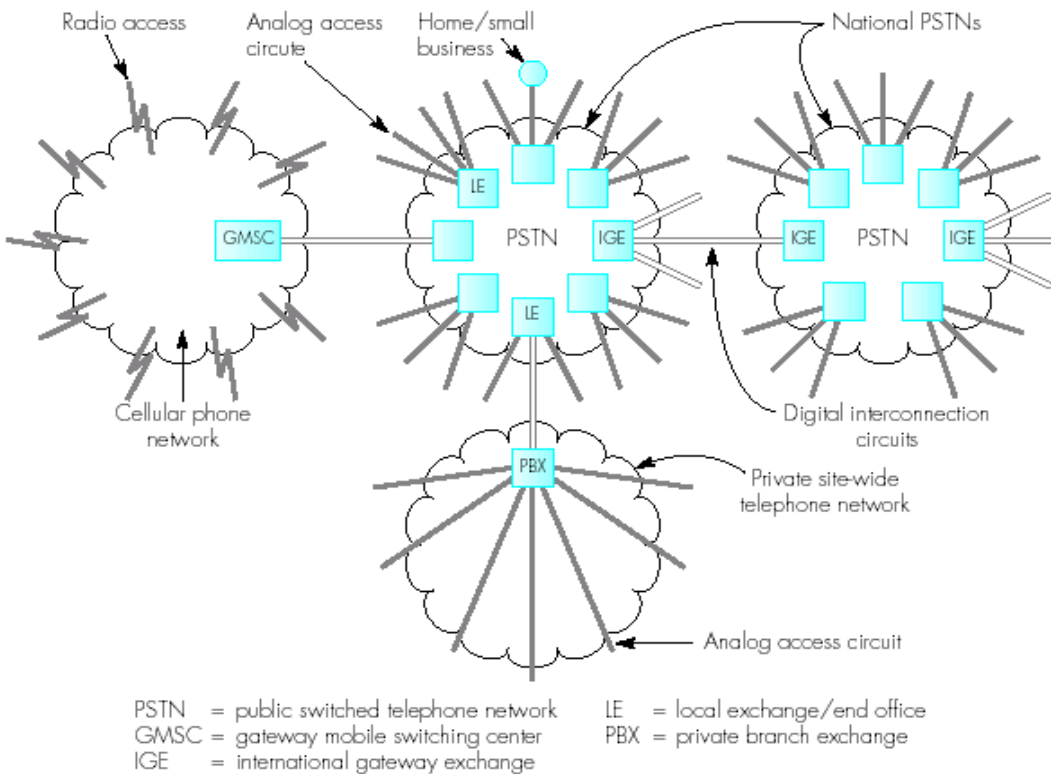 Radio access
Analog access
circute
Home/small
business
National PSTNs
LE
GMSC
PSTN
IGE
IGE
PSTN
IGE
LE
Cellular phone
network
Digital interconnection
circuits
PBX
Private site-wide
telephone network
Analog access circuit
PSTN = public switched telephone network
LE = local exchange/end office
GMSC = gateway mobile switching center
PBX = private branch exchange
IGE = international gateway exchange